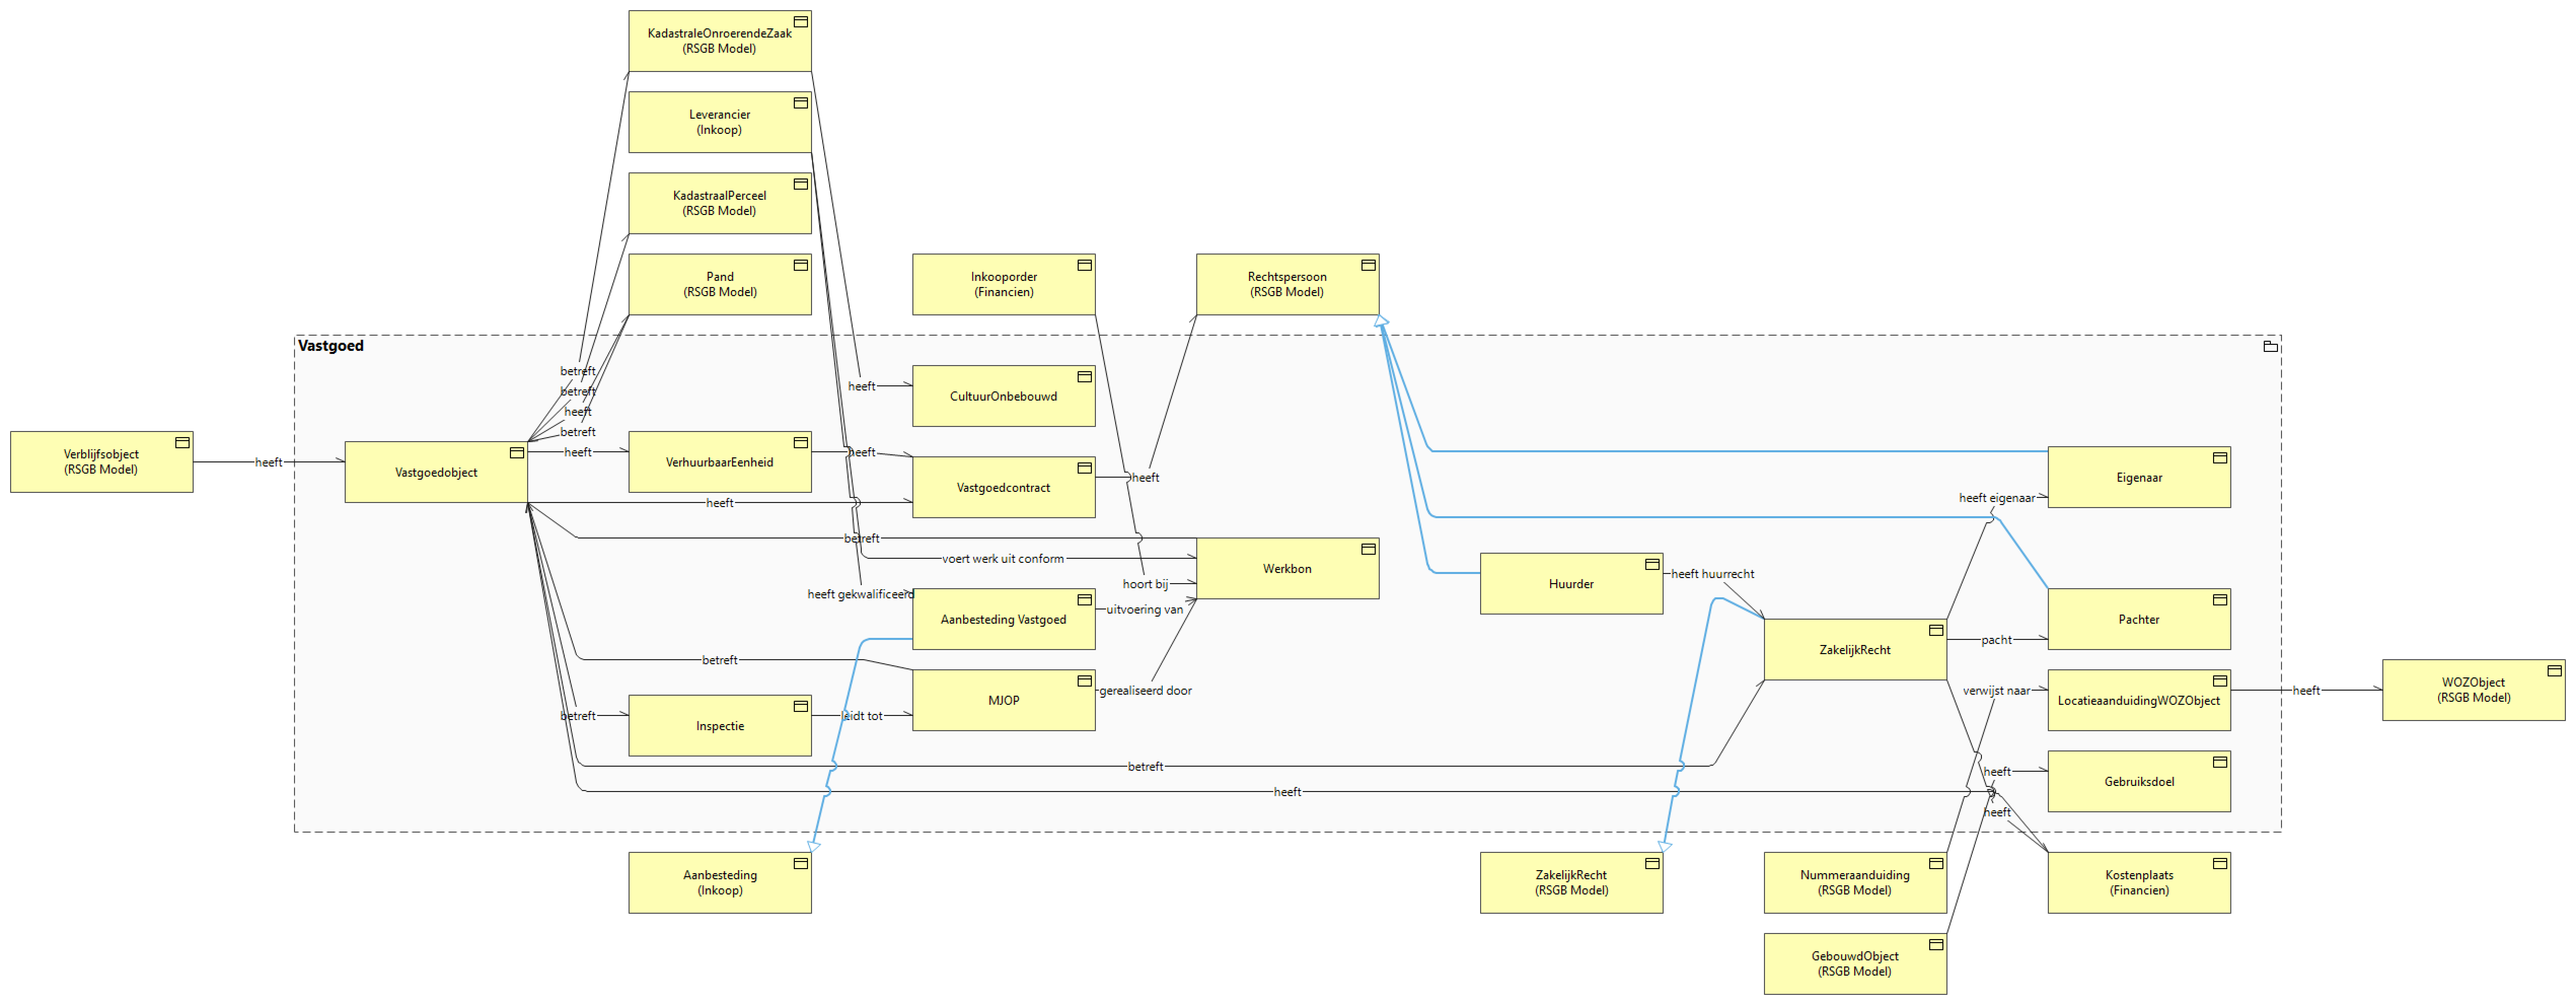 KadastraleOnroerendeZaak
(RSGB Model)
Leverancier
(Inkoop)
KadastraalPerceel
(RSGB Model)
Pand
(RSGB Model)
Inkooporder
(Financien)
Rechtspersoon
(RSGB Model)
Vastgoed
betreft
betreft
heeft
betreft
heeft
CultuurOnbebouwd
Verblijfsobject
(RSGB Model)
heeft
Vastgoedobject
heeft
VerhuurbaarEenheid
heeft
Vastgoedcontract
heeft
heeft
Eigenaar
heeft eigenaar
betreft
voert werk uit conform
Werkbon
hoort bij
Huurder
heeft huurrecht
heeft gekwalificeerd
Aanbesteding Vastgoed
uitvoering van
Pachter
pacht
ZakelijkRecht
betreft
MJOP
gerealiseerd door
verwijst naar
LocatieaanduidingWOZObject
heeft
WOZObject
(RSGB Model)
betreft
Inspectie
leidt tot
betreft
heeft
Gebruiksdoel
heeft
heeft
Aanbesteding
(Inkoop)
ZakelijkRecht
(RSGB Model)
Nummeraanduiding
(RSGB Model)
Kostenplaats
(Financien)
GebouwdObject
(RSGB Model)